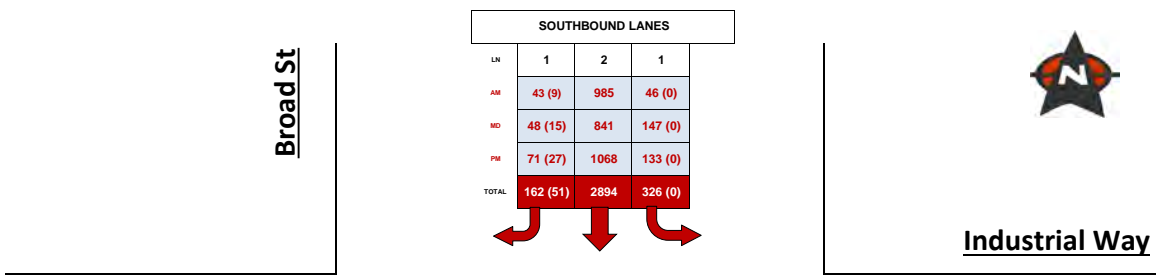 SOUTHBOUND LANES
Broad St
LN 1 2 1
AM 43 (9) 985 46 (0)
MD 48 (15) 841 147 (0)
PM 71 (27) 1068 133 (0)
TOTAL 162 (51) 2894 326 (0)
N
Industrial Way